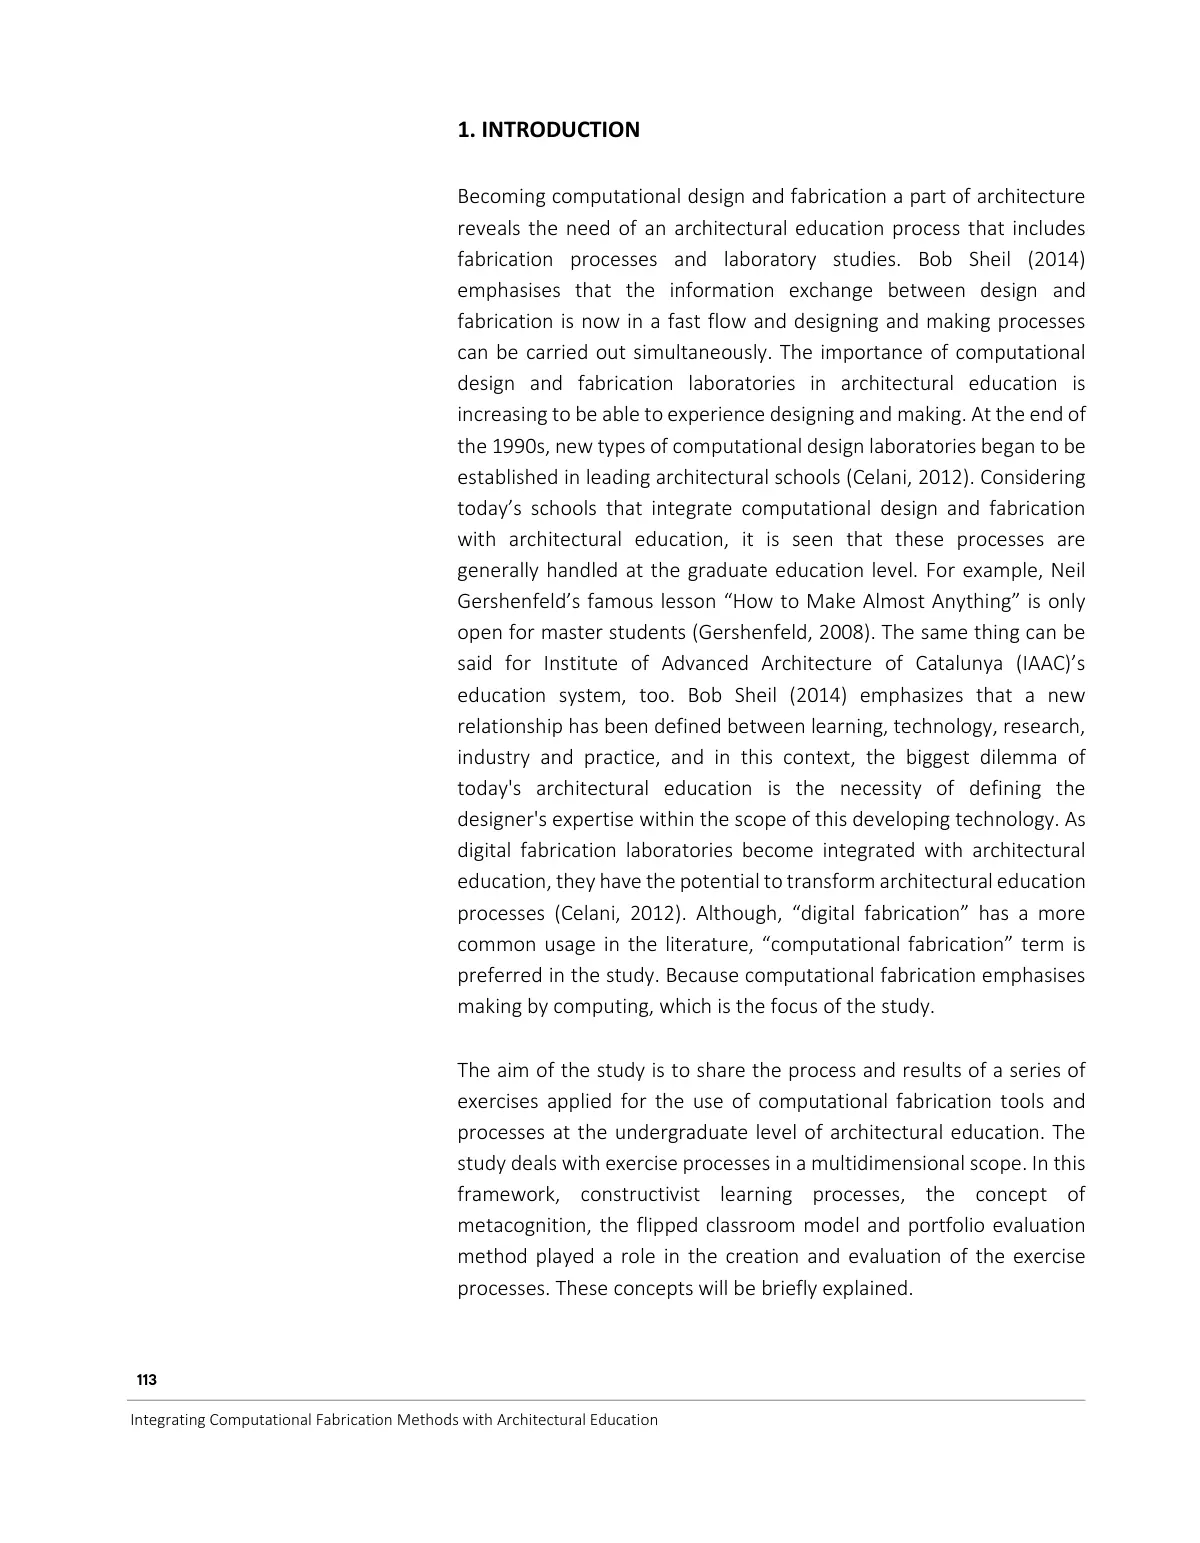 1. INTRODUCTION
Becoming computational design and fabrication a part of architecture
reveals the need of an architectural education process that includes
fabrication processes and laboratory studies. Bob Sheil (2014)
emphasises that the information exchange between design and
fabrication is now in a fast flow and designing and making processes
can be carried out simultaneously. The importance of computational
design and fabrication laboratories in architectural education is
increasing to be able to experience designing and making. At the end of
the 1990s, new types of computational design laboratories began to be
established in leading architectural schools (Celani, 2012). Considering
today’s schools that integrate computational design and fabrication
with architectural education, it is seen that these processes are
generally handled at the graduate education level. For example, Neil
Gershenfeld’s famous lesson “How to Make Almost Anything” is only
open for master students (Gershenfeld, 2008). The same thing can be
said for Institute of Advanced Architecture of Catalunya (IAAC)’s
education system, too. Bob Sheil (2014) emphasizes that a new
relationship has been defined between learning, technology, research,
industry and practice, and in this context, the biggest dilemma of
today's architectural education is the necessity of defining the
designer's expertise within the scope of this developing technology. As
digital fabrication laboratories become integrated with architectural
education, they have the potential to transform architectural education
processes (Celani, 2012). Although, “digital fabrication” has a more
common usage in the literature, “computational fabrication” term is
preferred in the study. Because computational fabrication emphasises
making by computing, which is the focus of the study.
The aim of the study is to share the process and results of a series of
exercises applied for the use of computational fabrication tools and
processes at the undergraduate level of architectural education. The
study deals with exercise processes in a multidimensional scope. In this
framework, constructivist learning processes, the concept of
metacognition, the flipped classroom model and portfolio evaluation
method played a role in the creation and evaluation of the exercise
processes. These concepts will be briefly explained.
113
Integrating Computational Fabrication Methods with Architectural Education